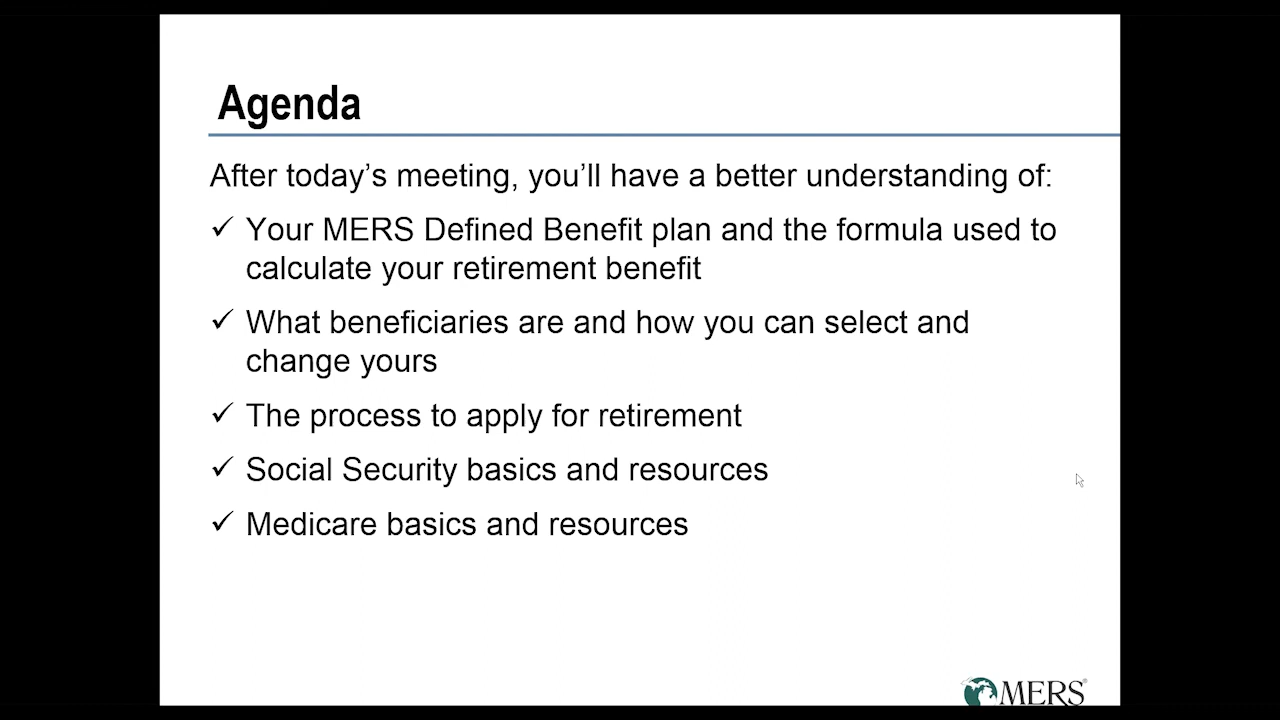 Agenda
After today’s meeting, you’ll have a better understanding of:
✓ Your MERS Defined Benefit plan and the formula used to
calculate your retirement benefit
✓ What beneficiaries are and how you can select and
change yours
✓ The process to apply for retirement
✓ Social Security basics and resources
✓ Medicare basics and resources
MERS®